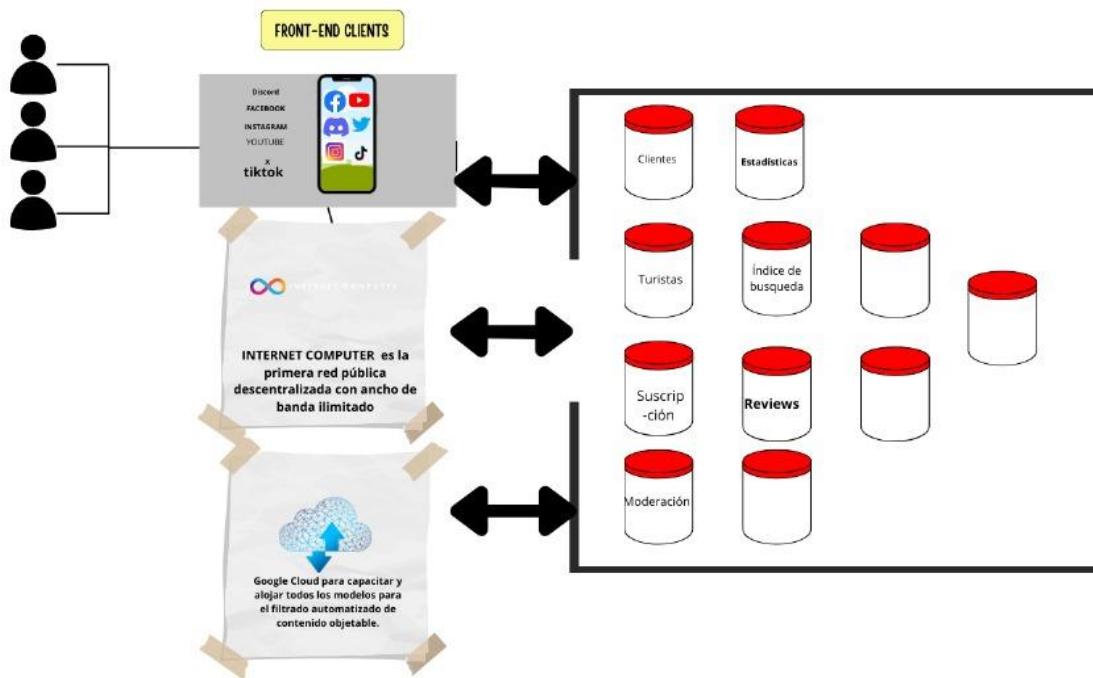 FRONT-END CLIENTS
Discord
FACEBOOK
INSTAGRAM
YOUTUBE
X
tiktok
INTERNET COMPUTER
INTERNET COMPUTER es la
primera red pública
descentralizada con ancho de
banda ilimitado
Google Cloud para capacitar y
alojar todos los modelos para
el filtrado automatizado de
contenido objetable.
Clientes
Estadísticas
Turistas
Índice de
busqueda
Suscrip
-ción
Reviews
Moderación